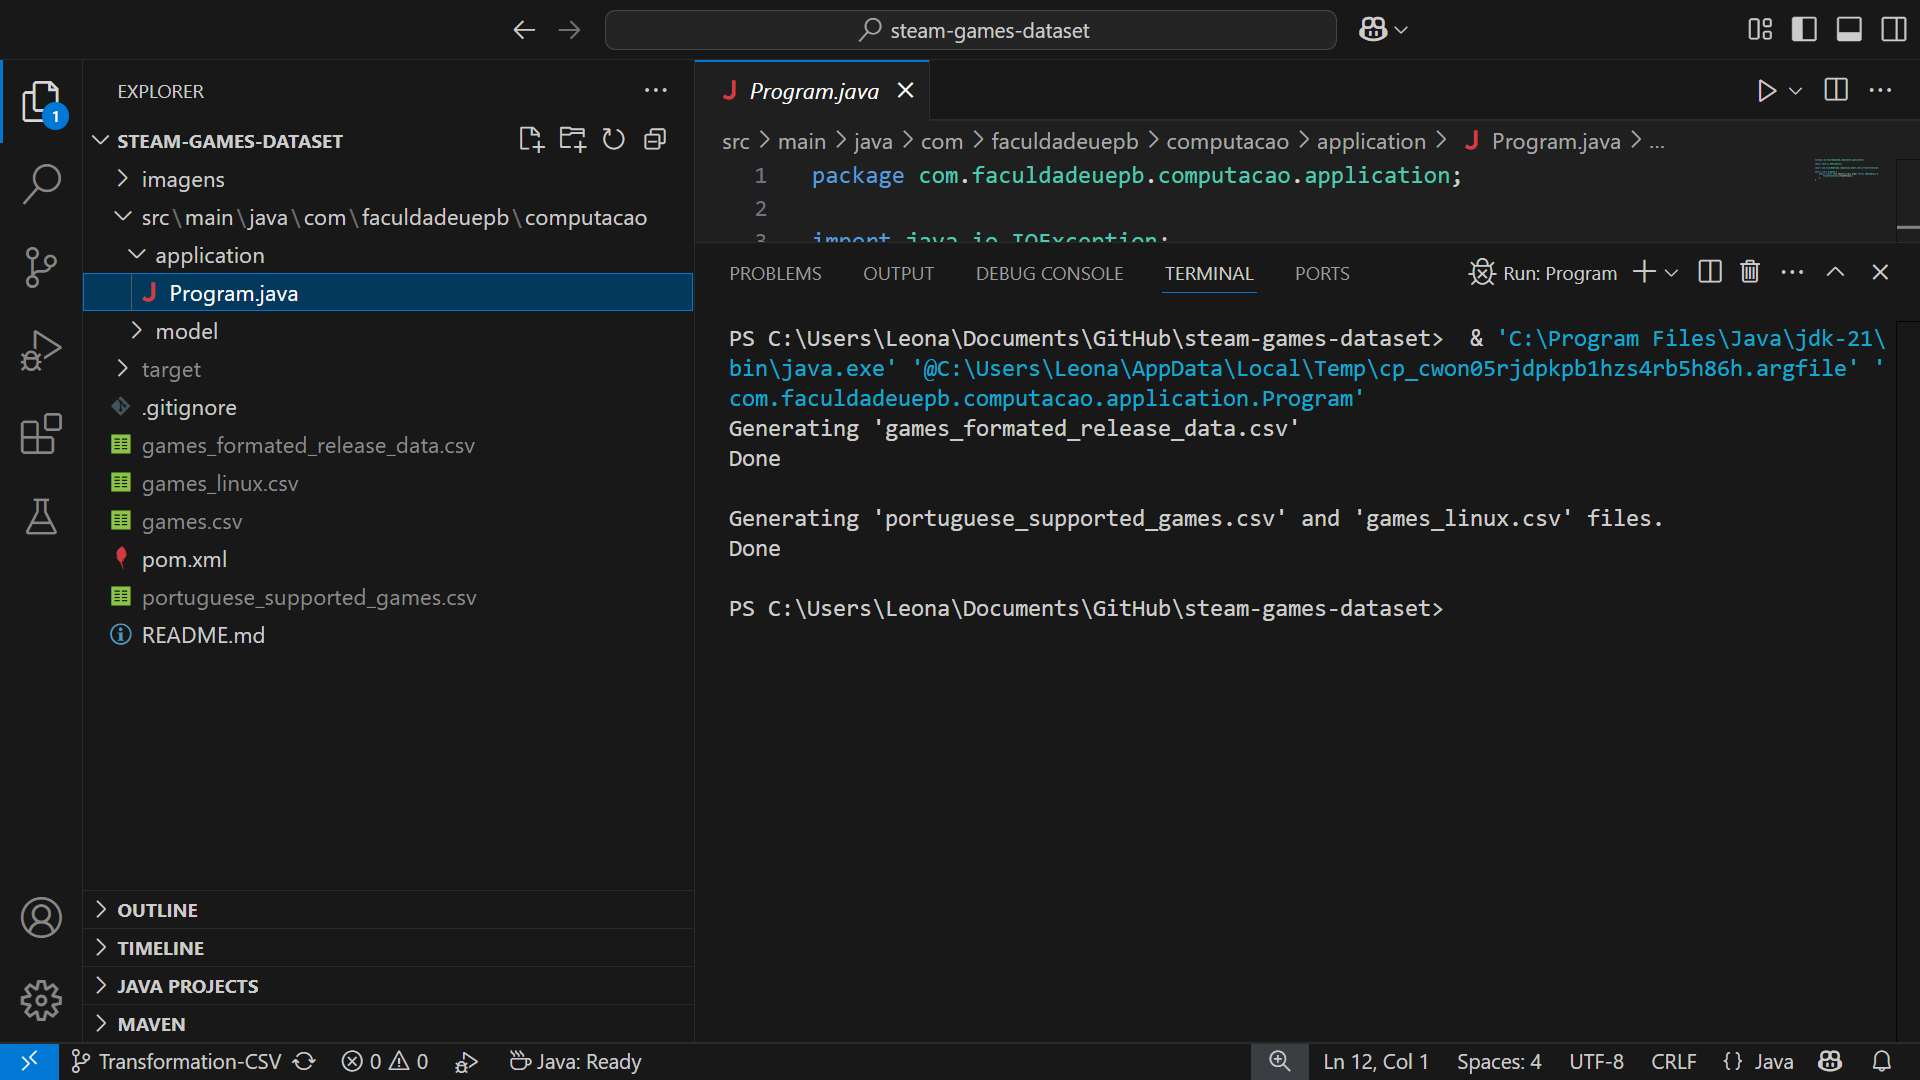 steam-games-dataset
1
EXPLORER
STEAM-GAMES-DATASET
imagens
src\main\java\com\faculdadeuepb\computacao
application
J Program.java
model
target
.gitignore
games_formated_release_data.csv
games_linux.csv
games.csv
pom.xml
portuguese_supported_games.csv
README.md
OUTLINE
TIMELINE
JAVA PROJECTS
MAVEN
J Program.java
src > main > java > com > faculdadeuepb > computacao > application > J Program.java > ...
1 package com.faculdadeuepb.computacao.application;
2
3 import java.io.IOException;
PROBLEMS OUTPUT DEBUG CONSOLE TERMINAL PORTS Run: Program
PS C:\Users\Leona\Documents\GitHub\steam-games-dataset>  & 'C:\Program Files\Java\jdk-21\
bin\java.exe' '@C:\Users\Leona\AppData\Local\Temp\cp_cwon05rjdpkpb1hzs4rb5h86h.argfile' '
com.faculdadeuepb.computacao.application.Program'
Generating 'games_formated_release_data.csv'
Done
Generating 'portuguese_supported_games.csv' and 'games_linux.csv' files.
Done
PS C:\Users\Leona\Documents\GitHub\steam-games-dataset>
Transformation-CSV 0 0 Java: Ready Ln 12, Col 1 Spaces: 4 UTF-8 CRLF {} Java